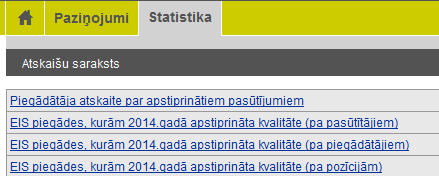 Paziņojumi Statistika
Atskaišu saraksts
Piegādātāja atskaite par apstiprinātiem pasūtījumiem
EIS piegādes, kurām 2014.gadā apstiprināta kvalitāte (pa pasūtītājiem)
EIS piegādes, kurām 2014.gadā apstiprināta kvalitāte (pa piegādātājiem)
EIS piegādes, kurām 2014.gadā apstiprināta kvalitāte (pa pozīcijām)